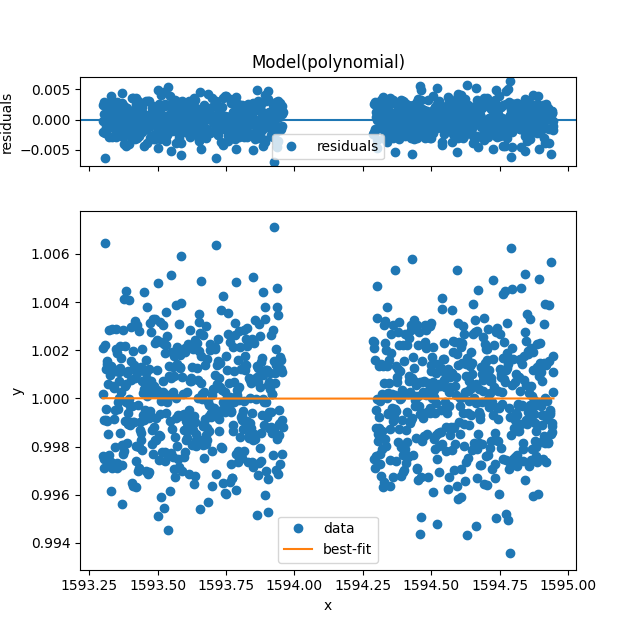 Model(polynomial)
residuals
0.005
0.000
−0.005
residuals
y
1.006
1.004
1.002
1.000
0.998
0.996
0.994
data
best-fit
1593.25 1593.50 1593.75 1594.00 1594.25 1594.50 1594.75 1595.00
x